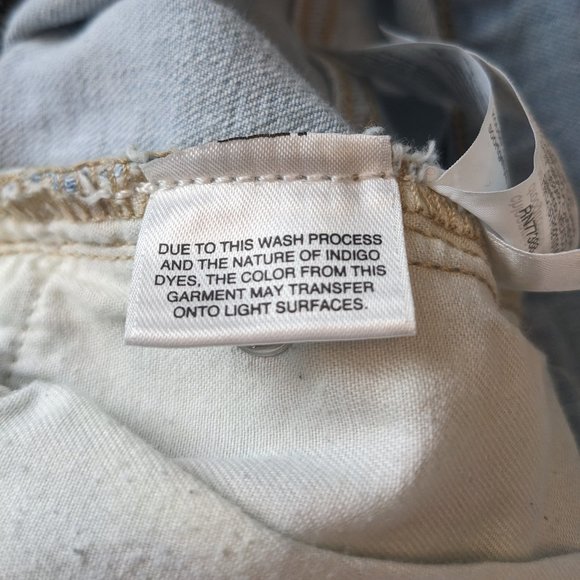 DUE TO THIS WASH PROCESS
AND THE NATURE OF INDIGO
DYES, THE COLOR FROM THIS
GARMENT MAY TRANSFER
ONTO LIGHT SURFACES.